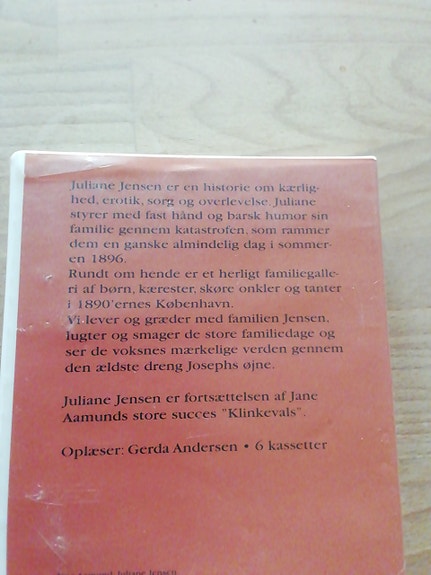 Juliane Jensen er en historie om kærlig-
hed, erotik, sorg og overlevelse. Juliane
styrer med fast hånd og barsk humor sin
familie gennem katastrofen, som rammer
dem en ganske almindelig dag i sommer-
en 1896.
Rundt om hende er et herligt familiegalle-
ri af børn, kærester, skøre onkler og tanter
i 1890'ernes København.
Vi lever og græder med familien Jensen,
lugter og smager de store familiedage og
ser de voksnes mærkelige verden gennem
den ældste dreng Josephs øjne.
Juliane Jensen er fortsættelsen af Jane
Aamunds store succes "Klinkevals".
Oplæser: Gerda Andersen • 6 kassetter
Juliane Jensen